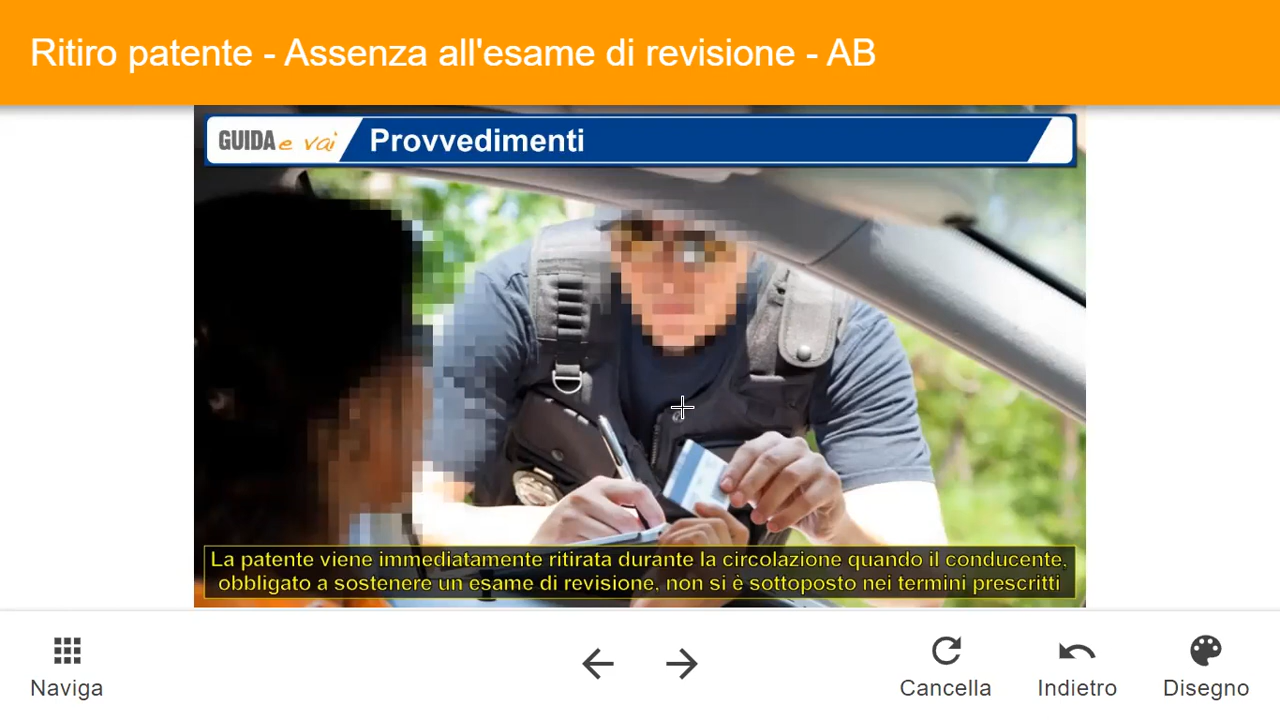 Ritiro patente - Assenza all'esame di revisione - AB
GUIDA e vai
Provvedimenti
La patente viene immediatamente ritirata durante la circolazione quando il conducente,
obbligato a sostenere un esame di revisione, non si è sottoposto nei termini prescritti
Naviga
Cancella
Indietro
Disegno